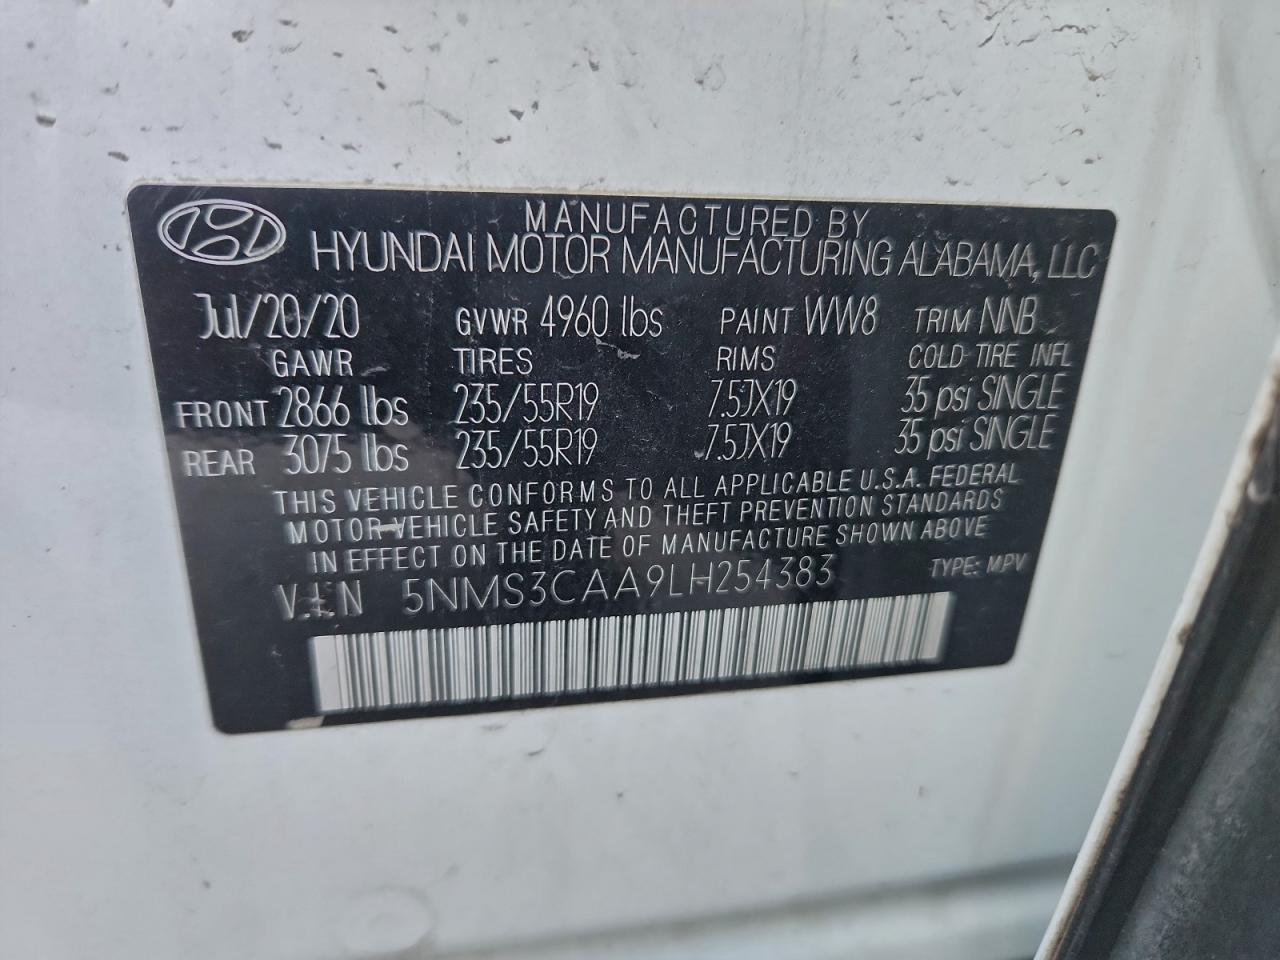 MANUFACTURED BY
HYUNDAI MOTOR MANUFACTURING ALABAMA, LLC
Jul/20/20 GVWR 4960 lbs PAINT WW8 TRIM NNB
GAWR TIRES RIMS COLD TIRE INFL
FRONT 2866 lbs 235/55R19 7.5JX19 35 psi SINGLE
REAR 3075 lbs 235/55R19 7.5JX19 35 psi SINGLE
THIS VEHICLE CONFORMS TO ALL APPLICABLE U.S.A. FEDERAL
MOTOR VEHICLE SAFETY AND THEFT PREVENTION STANDARDS
IN EFFECT ON THE DATE OF MANUFACTURE SHOWN ABOVE
VIN 5NMS3CAA9LH254383 TYPE: MPV